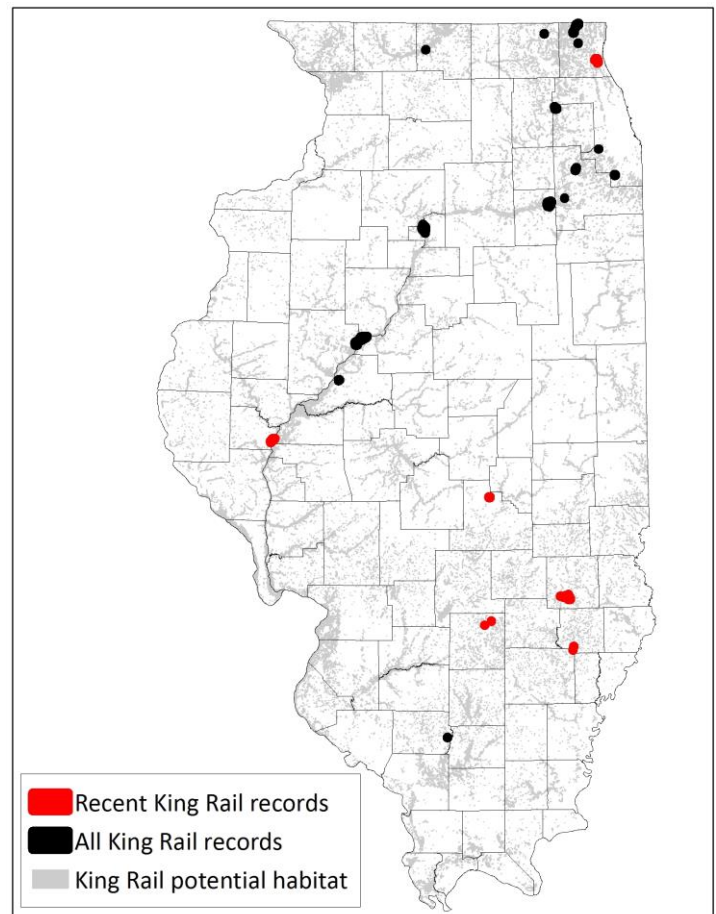 Recent King Rail records
All King Rail records
King Rail potential habitat